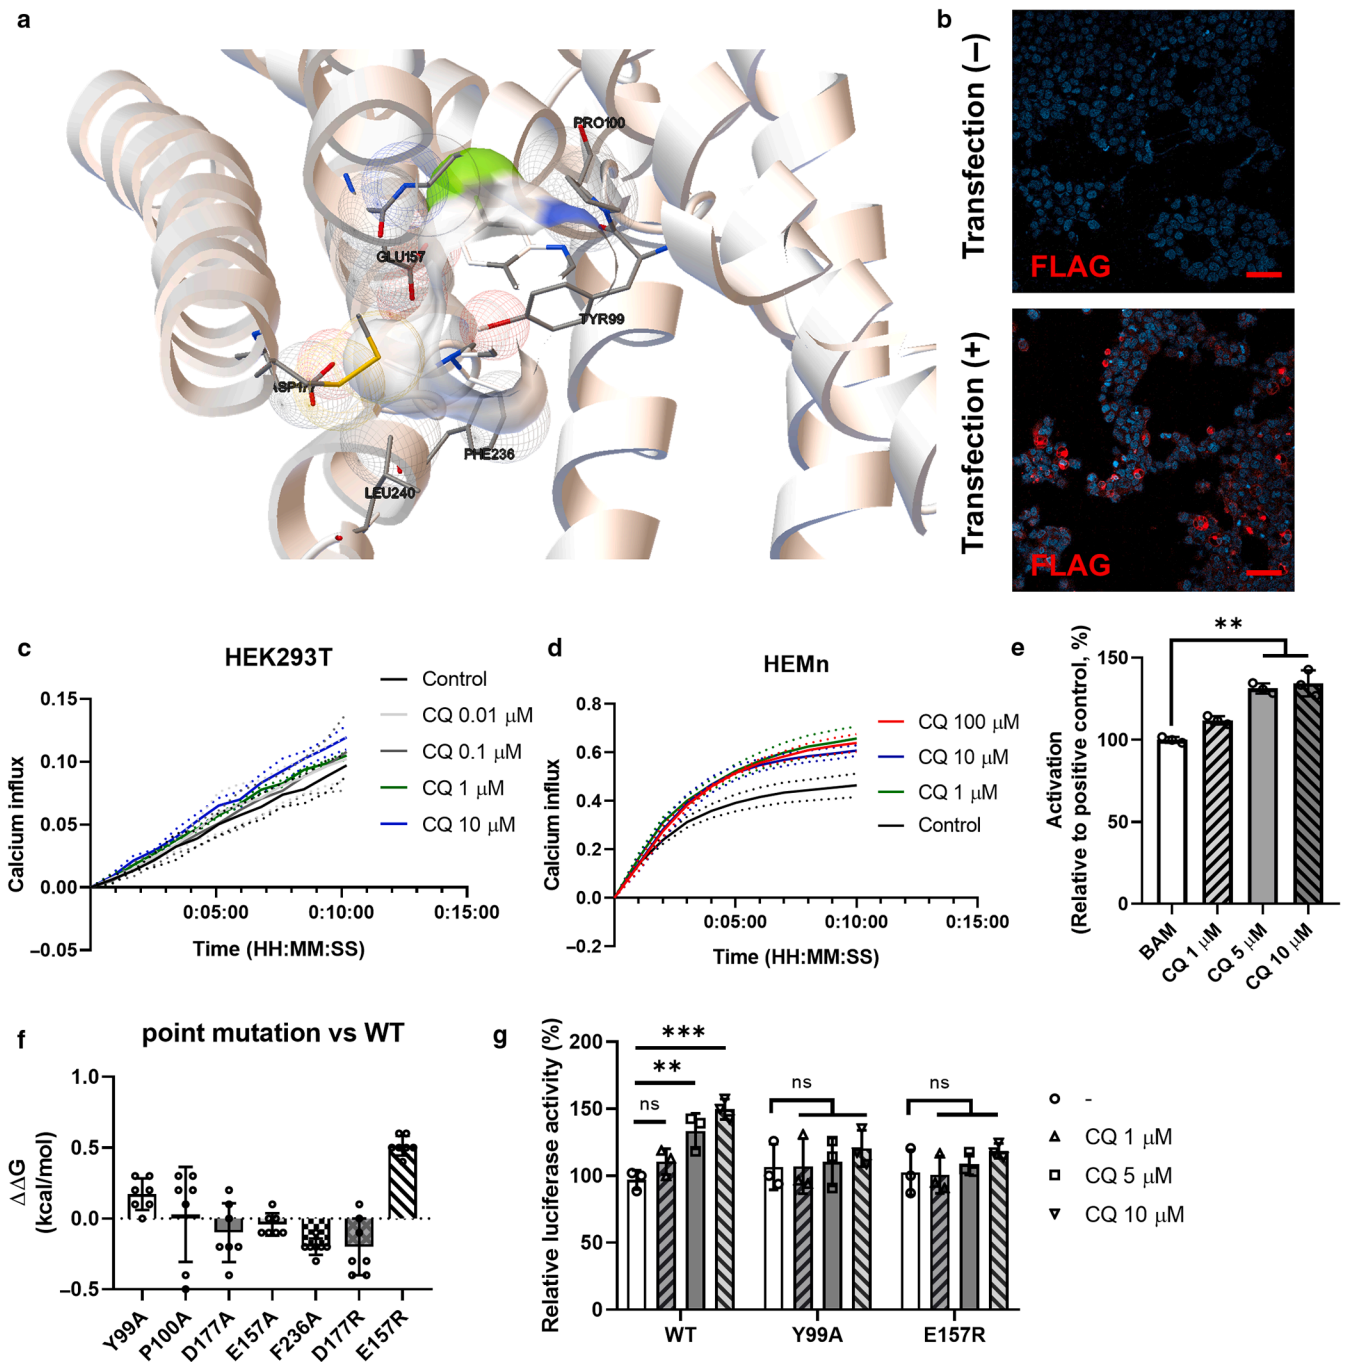 a
PRO100
GLU157
TYR99
PHE236
LEU240
b
Transfection (−)
FLAG
Transfection (+)
FLAG
c
HEK293T
Calcium influx
0.15
0.10
0.05
0.00
−0.05
0:05:00
0:10:00
0:15:00
Time (HH:MM:SS)
Control
CQ 0.01 μM
CQ 0.1 μM
CQ 1 μM
CQ 10 μM
d
HEMn
Calcium influx
0.8
0.6
0.4
0.2
0.0
−0.2
0:05:00
0:10:00
0:15:00
Time (HH:MM:SS)
CQ 100 μM
CQ 10 μM
CQ 1 μM
Control
e
Activation
(Relative to positive control, %)
150
100
50
0
**
BAM
CQ 1 μM
CQ 5 μM
CQ 10 μM
f
point mutation vs WT
ΔΔG
(kcal/mol)
1.0
0.5
0.0
−0.5
Y99A
P100A
D177A
E157A
F236A
D177R
E157R
g
Relative luciferase activity (%)
200
150
100
50
0
***
**
ns
ns
ns
WT
Y99A
E157R
-
CQ 1 μM
CQ 5 μM
CQ 10 μM